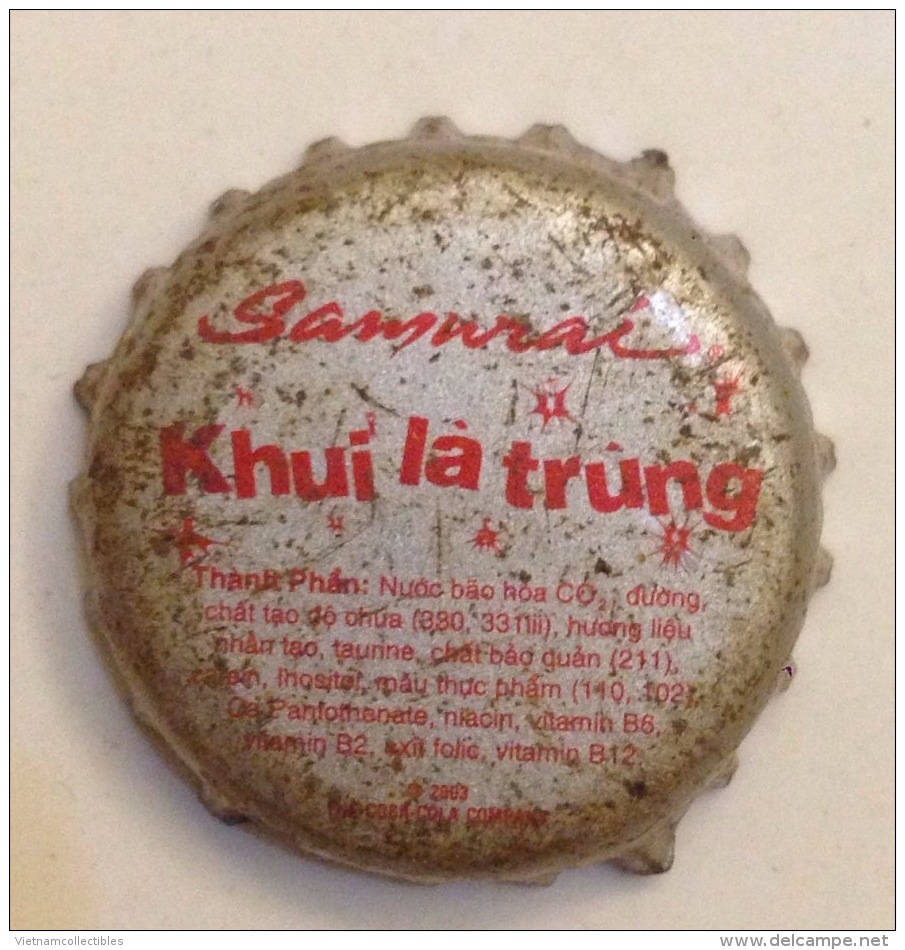 Samurai ®
Khui là trúng
Thành Phần: Nước bão hòa CO₂, đường,
chất tạo độ chua (330, 331iii), hương liệu
nhân tạo, taurine, chất bảo quản (211),
cafein, inositol, màu thực phẩm (110, 102),
Ca Pantothenate, niacin, vitamin B6,
vitamin B2, axit folic, vitamin B12.
© 2003
THE COCA-COLA COMPANY
Vietnamcollectibles
www.delcampe.net